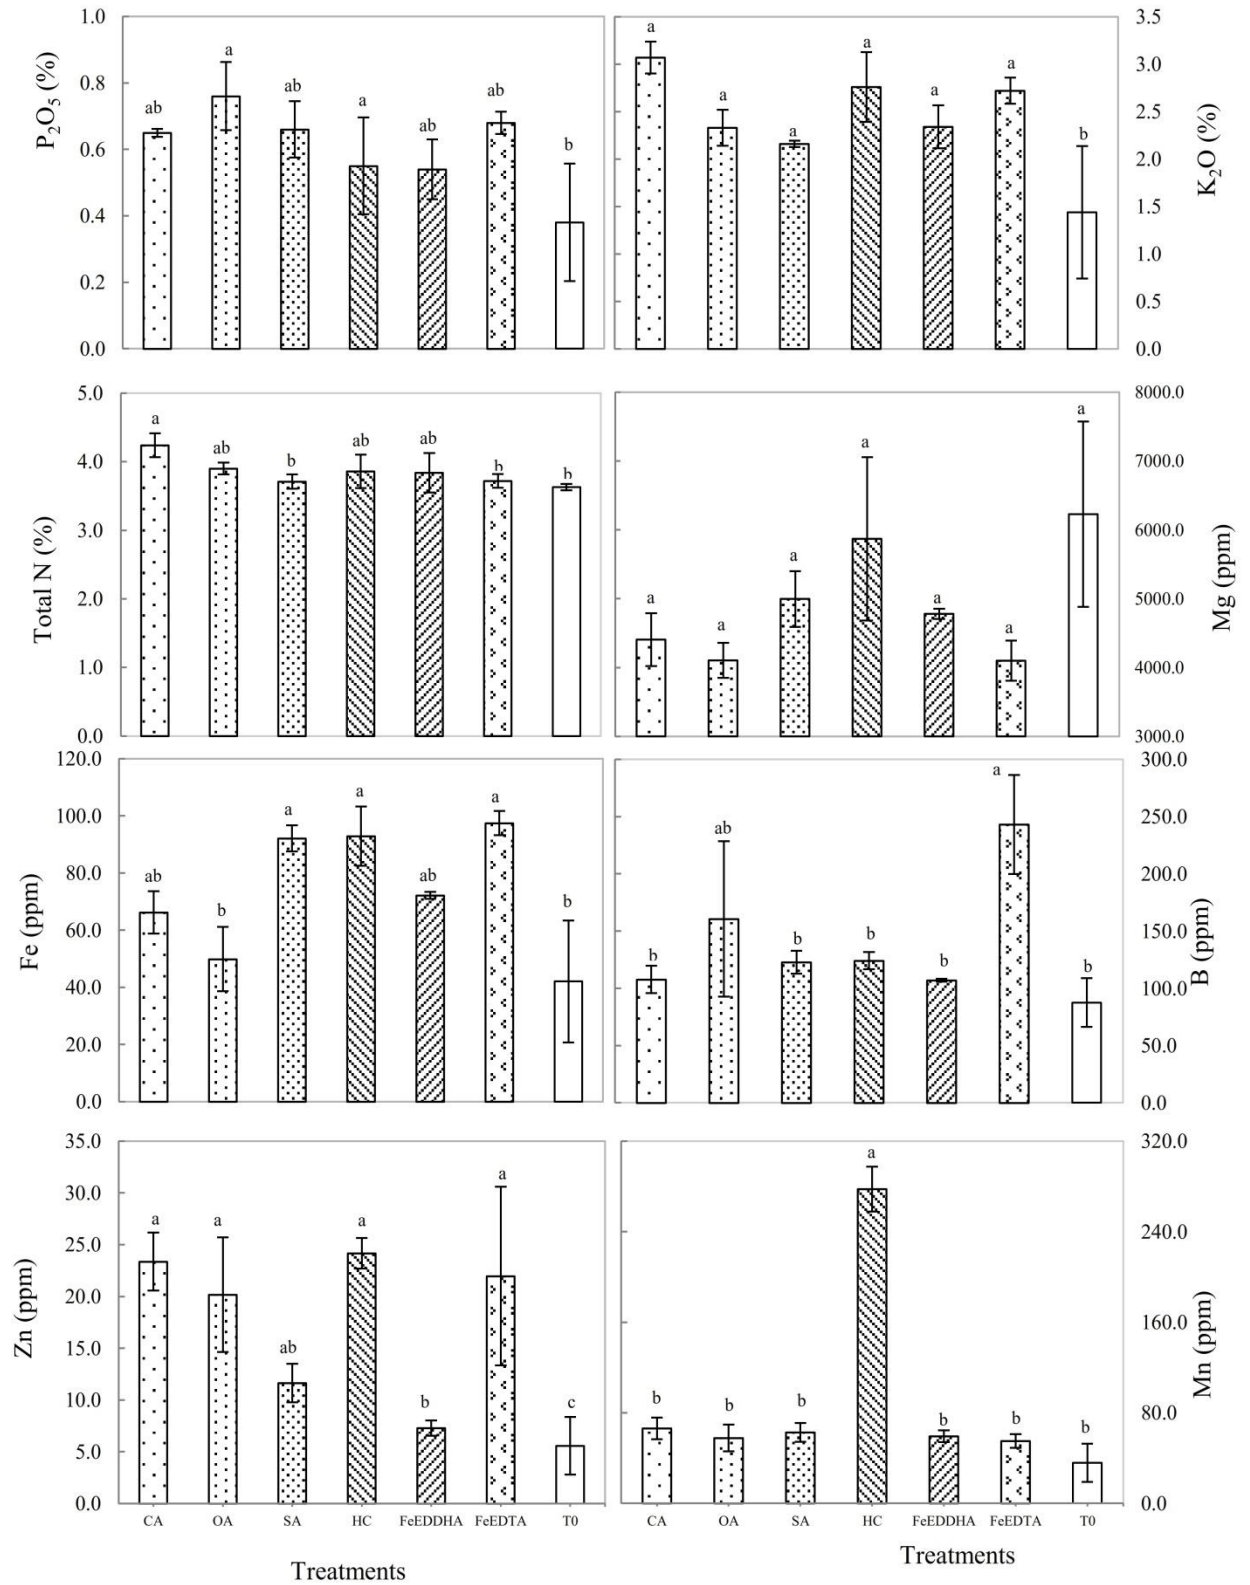 P2O5 (%)
1.0
0.8
0.6
0.4
0.2
0.0
ab
a
ab
a
ab
ab
b
K2O (%)
3.5
3.0
2.5
2.0
1.5
1.0
0.5
0.0
a
a
a
a
a
a
b
Total N (%)
5.0
4.0
3.0
2.0
1.0
0.0
a
ab
b
ab
ab
b
b
Mg (ppm)
8000.0
7000.0
6000.0
5000.0
4000.0
3000.0
a
a
a
a
a
a
a
Fe (ppm)
120.0
100.0
80.0
60.0
40.0
20.0
0.0
ab
b
a
a
ab
a
b
B (ppm)
300.0
250.0
200.0
150.0
100.0
50.0
0.0
b
ab
b
b
b
a
b
Zn (ppm)
35.0
30.0
25.0
20.0
15.0
10.0
5.0
0.0
a
a
ab
a
b
a
c
CA OA SA HC FeEDDHA FeEDTA T0
Treatments
Mn (ppm)
320.0
240.0
160.0
80.0
0.0
b
b
b
a
b
b
b
CA OA SA HC FeEDDHA FeEDTA T0
Treatments